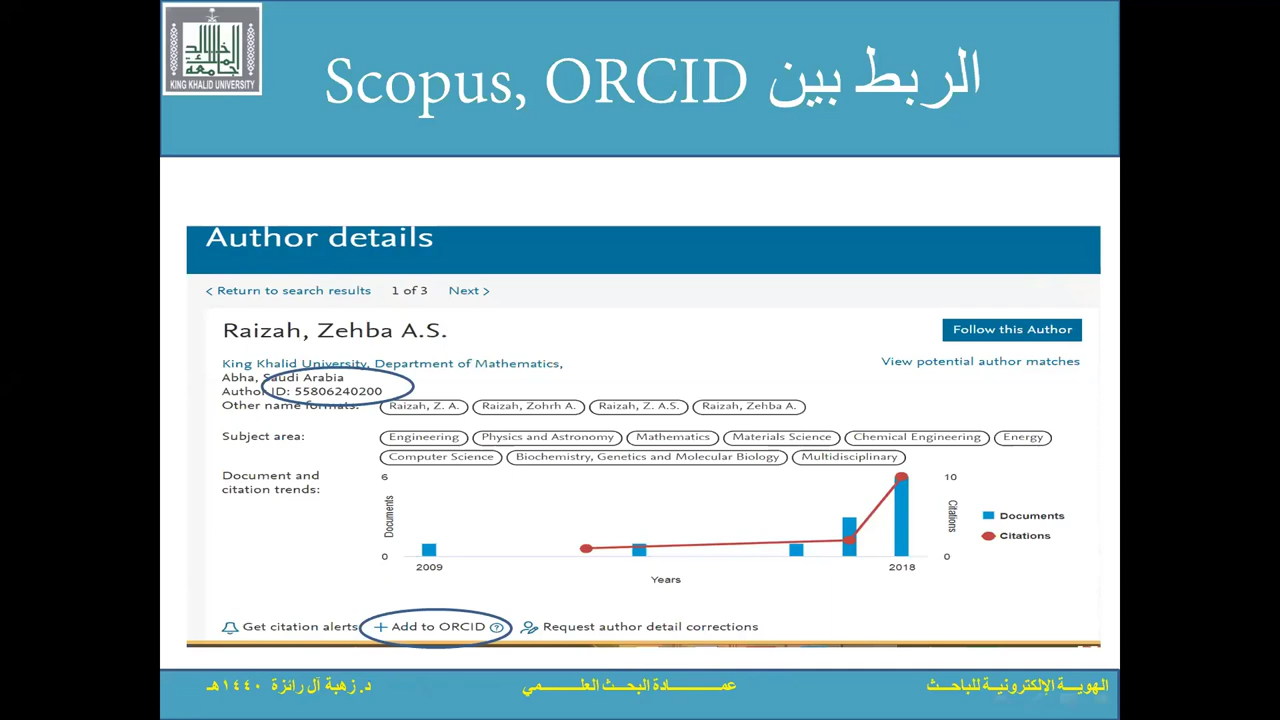 الربط بين Scopus, ORCID
KING KHALID UNIVERSITY
Author details
< Return to search results 1 of 3 Next >
Raizah, Zehba A.S.
Follow this Author
King Khalid University, Department of Mathematics,
View potential author matches
Abha, Saudi Arabia
Author ID: 55806240200
Other name formats: Raizah, Z. A. Raizah, Zohrh A. Raizah, Z. A.S. Raizah, Zehba A.
Subject area: Engineering Physics and Astronomy Mathematics Materials Science Chemical Engineering Energy
Computer Science Biochemistry, Genetics and Molecular Biology Multidisciplinary
Document and
citation trends:
6
10
Documents
Citations
Documents
Citations
0
0
2009
2018
Years
Get citation alerts + Add to ORCID ? Request author detail corrections
الهويـــة الإلكترونيـــة للباحـــث
عمـــــــادة البحـــث العلـــــــمي
د. زهبة آل رائزة ١٤٤٠هـ